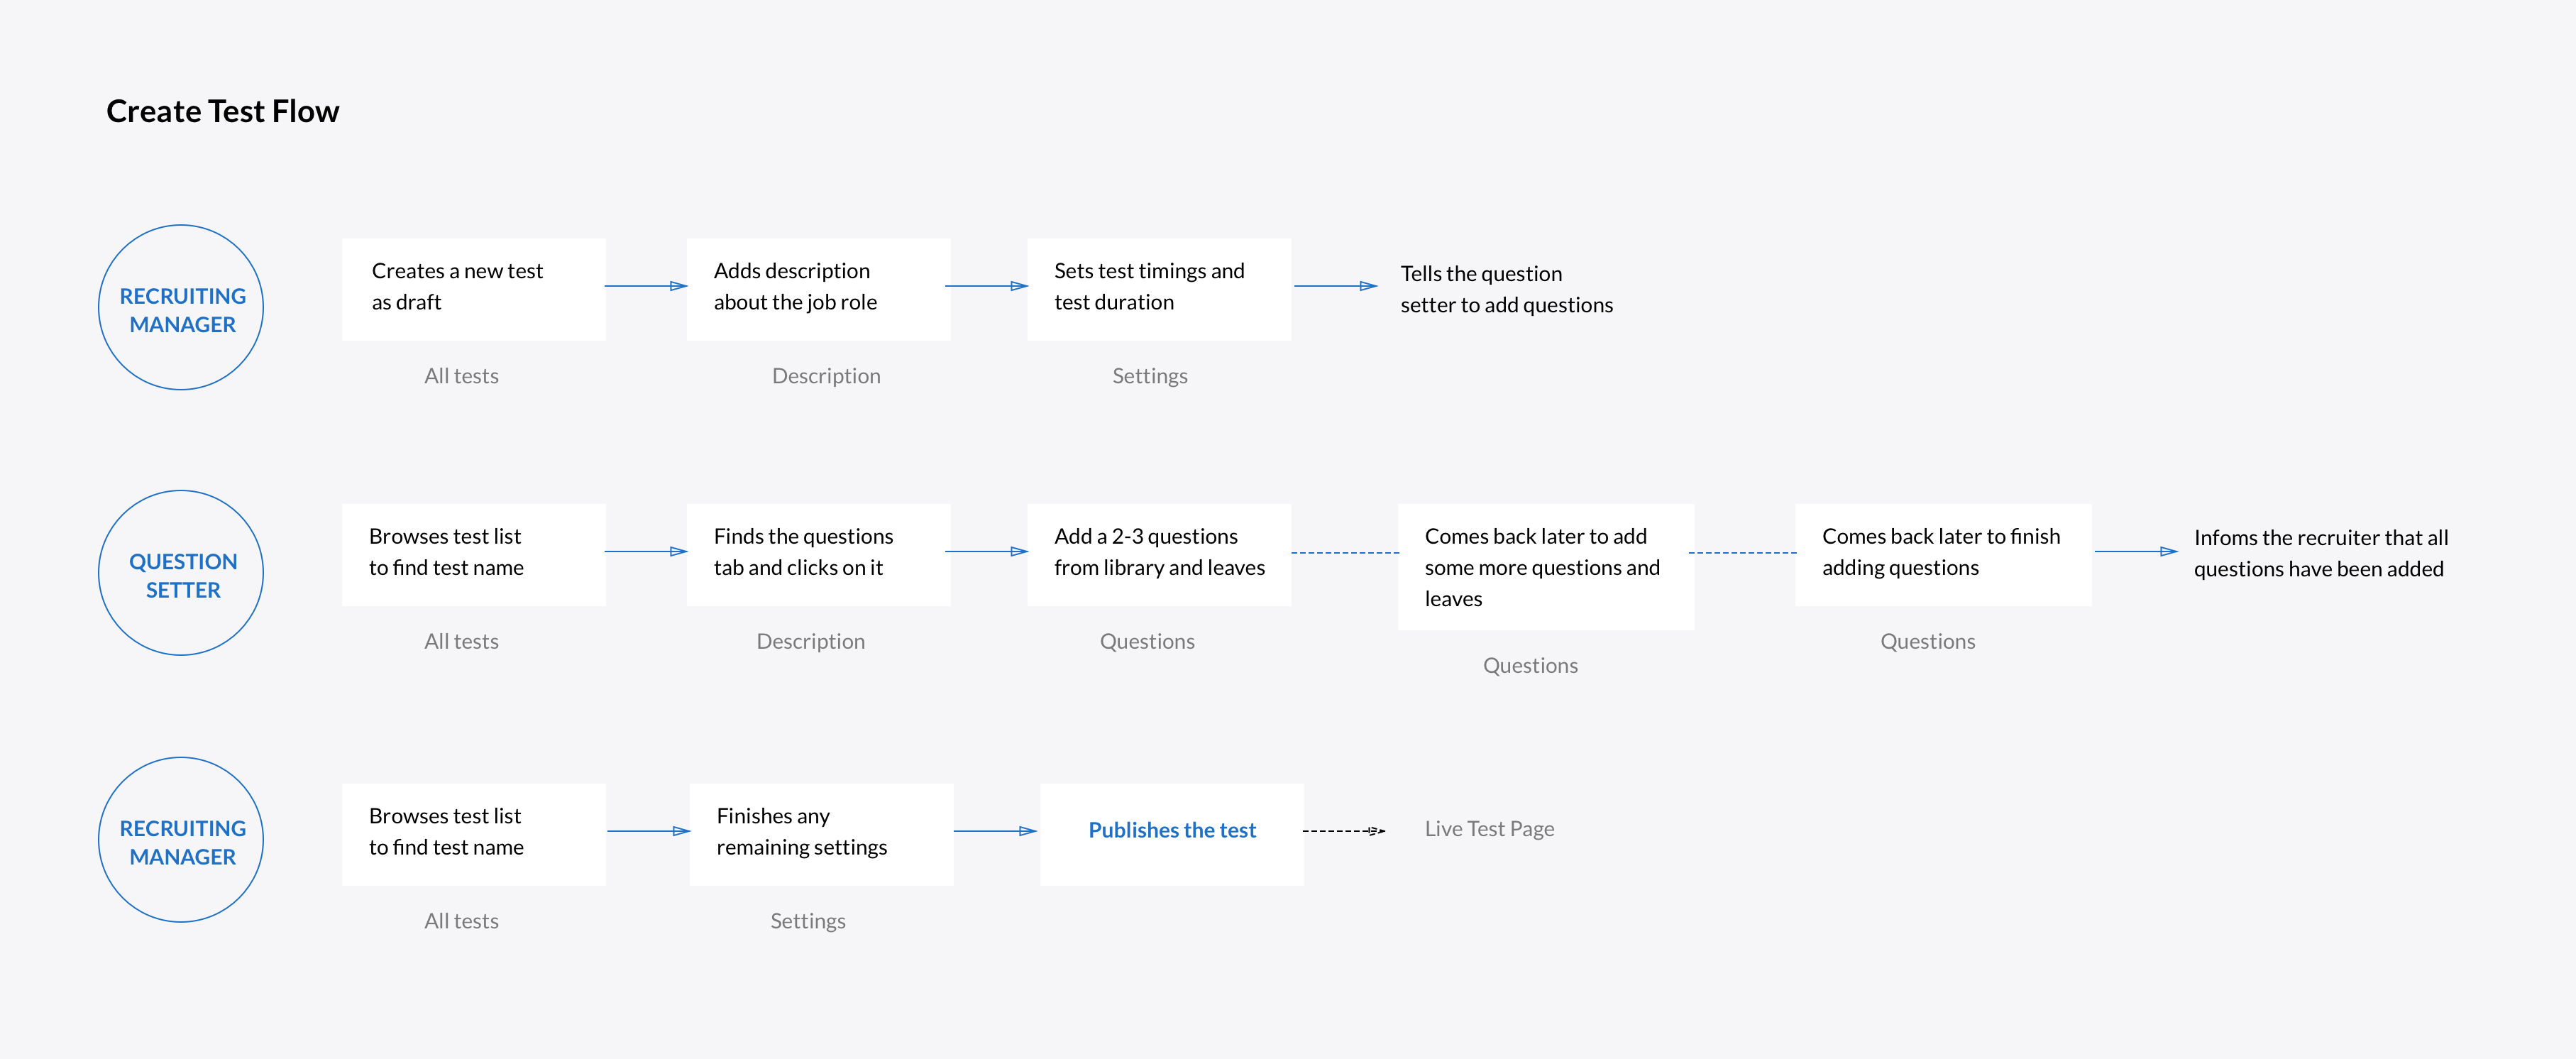 Create Test Flow
RECRUITING
MANAGER
Creates a new test
as draft
All tests
Adds description
about the job role
Description
Sets test timings and
test duration
Settings
Tells the question
setter to add questions
QUESTION
SETTER
Browses test list
to find test name
All tests
Finds the questions
tab and clicks on it
Description
Add a 2-3 questions
from library and leaves
Questions
Comes back later to add
some more questions and
leaves
Questions
Comes back later to finish
adding questions
Questions
Infoms the recruiter that all
questions have been added
RECRUITING
MANAGER
Browses test list
to find test name
All tests
Finishes any
remaining settings
Settings
Publishes the test
Live Test Page